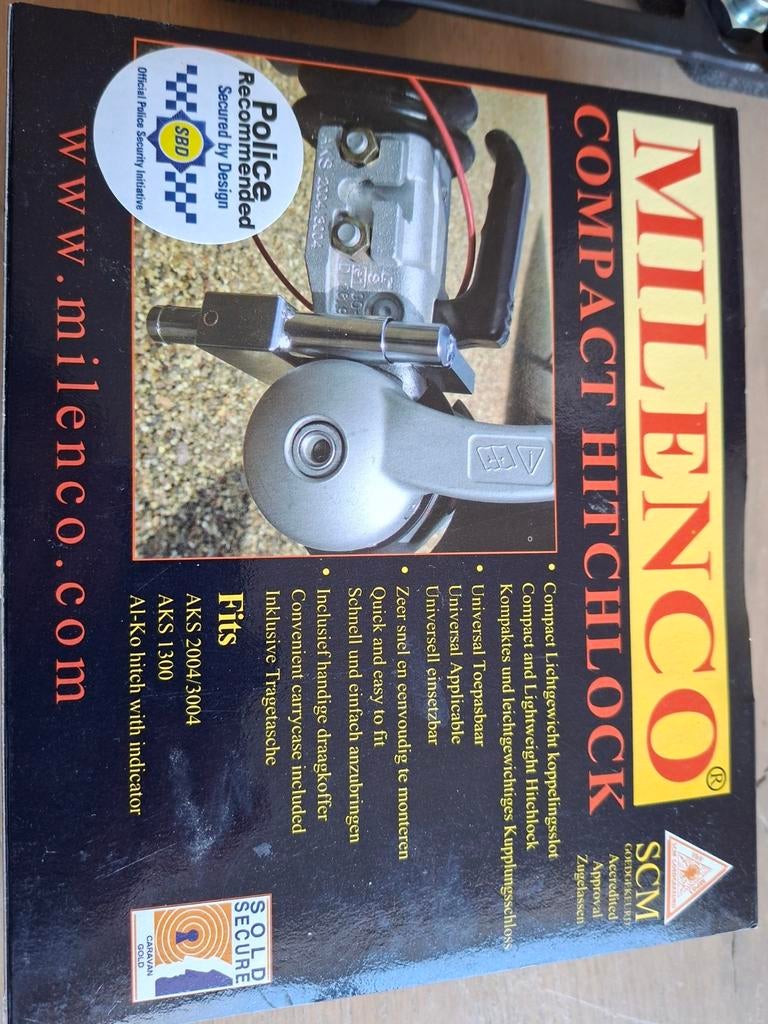 MILENCO®
COMPACT HITCHLOCK
SCM
GOEDGEKEURD
Accredited
Approval
Zugelassen
• Compact Lichtgewicht koppelingsslot
Compact and Lightweight Hitchlock
Kompaktes und leichtgewichtiges Kupplungsschloss
• Universal Toepasbaar
Universal Applicable
Universell einsetzbar
• Zeer snel en eenvoudig te monteren
Quick and easy to fit
Schnell und einfach anzubringen
• Inclusief handige draagkoffer
Convenient carrycase included
Inklusive Tragetasche
Fits
AKS 2004/3004
AKS 1300
Al-Ko hitch with indicator
AKS 2004/3004
Police
Recommended
Secured by Design
SBD
Official Police Security Initiative
www.milenco.com
SOLD
SECURE
CARAVAN
GOLD